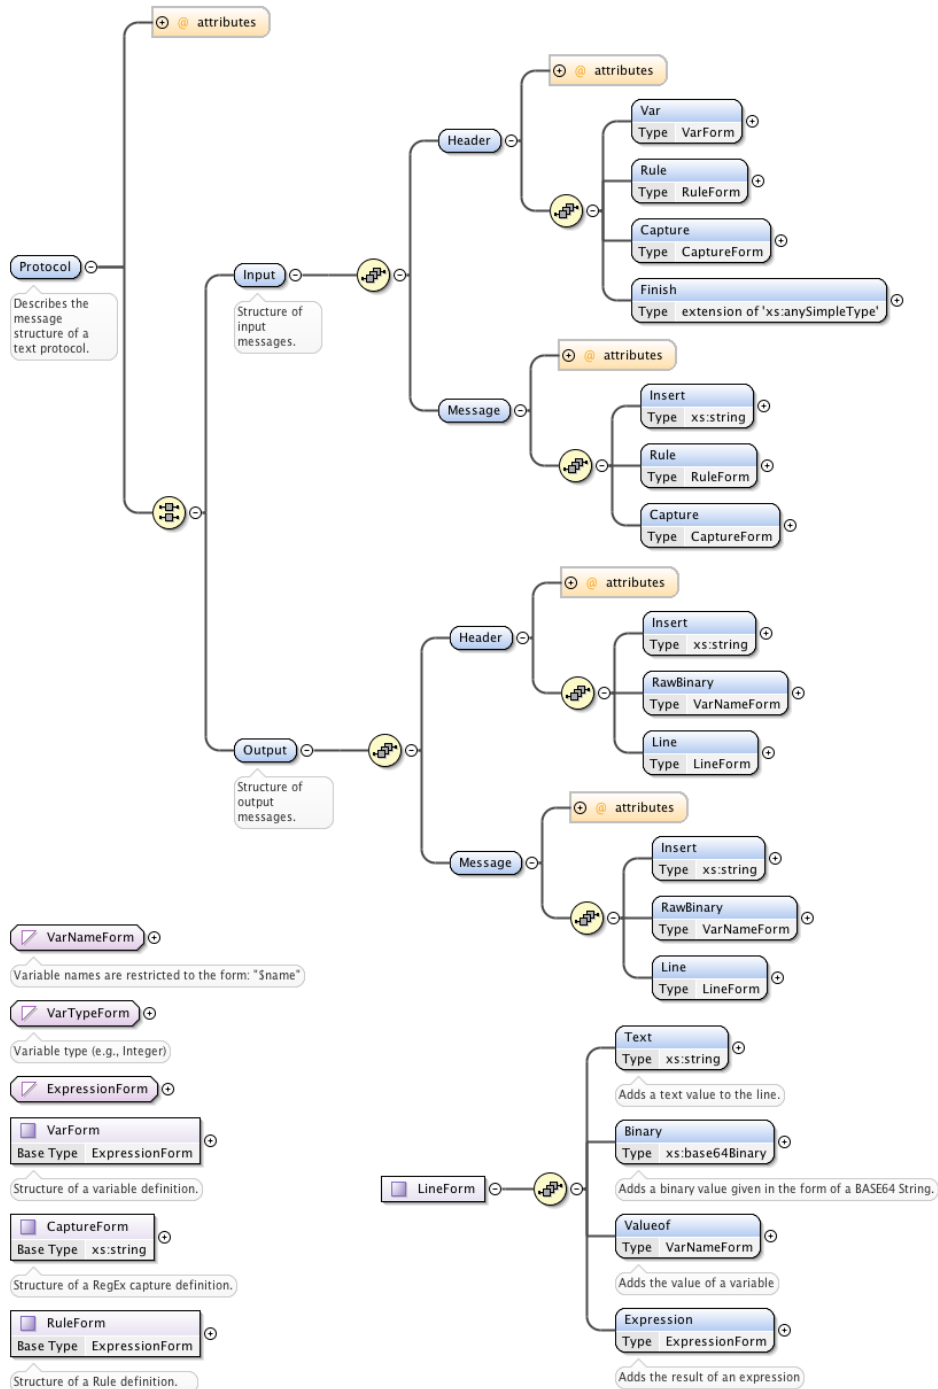 @ attributes
Protocol
Describes the
message
structure of a
text protocol.
Input
Structure of
input
messages.
Header
@ attributes
Var
Type VarForm
Rule
Type RuleForm
Capture
Type CaptureForm
Finish
Type extension of 'xs:anySimpleType'
Message
@ attributes
Insert
Type xs:string
Rule
Type RuleForm
Capture
Type CaptureForm
Output
Structure of
output
messages.
Header
@ attributes
Insert
Type xs:string
RawBinary
Type VarNameForm
Line
Type LineForm
Message
@ attributes
Insert
Type xs:string
RawBinary
Type VarNameForm
Line
Type LineForm
VarNameForm
Variable names are restricted to the form: "$name"
VarTypeForm
Variable type (e.g., Integer)
ExpressionForm
VarForm
Base Type ExpressionForm
Structure of a variable definition.
CaptureForm
Base Type xs:string
Structure of a RegEx capture definition.
RuleForm
Base Type ExpressionForm
Structure of a Rule definition.
LineForm
Text
Type xs:string
Adds a text value to the line.
Binary
Type xs:base64Binary
Adds a binary value given in the form of a BASE64 String.
Valueof
Type VarNameForm
Adds the value of a variable
Expression
Type ExpressionForm
Adds the result of an expression